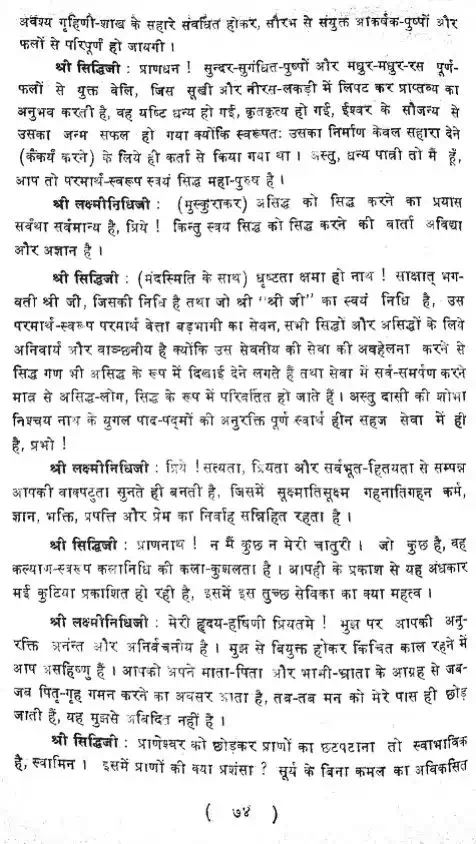 अवश्य गृहिणी-शाख के सहारे संवर्धित होकर, सौरभ से संयुक्त आकर्षक-पुष्पों और
फलों से परिपूर्ण हो जायगी ।
श्री सिद्धिजी : प्राणधन ! सुन्दर-सुगंधित-पुष्पों और मधुर-मधुर-रस पूर्ण-
फलों से युक्त बेलि, जिस सूखी और नीरस-लकड़ी में लिपट कर प्राप्तव्य का
अनुभव करती है, वह यष्टि धन्य हो गई, कृतकृत्य हो गई, ईश्वर के सौजन्य से
उसका जन्म सफल हो गया क्योंकि स्वरूपतः उसका निर्माण केवल सहारा देने
(कैंकर्य करने) के लिये ही कर्ता से किया गया था । अस्तु, धन्य पात्री तो मैं हूँ,
आप तो परमार्थ-स्वरूप स्वयं सिद्ध महा-पुरुष है ।
श्री लक्ष्मीनिधिजी : (मुस्कुराकर) असिद्ध को सिद्ध करने का प्रयास
सर्वथा सर्वमान्य है, प्रिये ! किन्तु स्वयं सिद्ध को सिद्ध करने की वार्ता अविद्या
और अज्ञान है ।
श्री सिद्धिजी : (मंदस्मिति के साथ) धृष्टता क्षमा हो नाथ ! साक्षात् भग-
वती श्री जी, जिसकी निधि है तथा जो श्री "श्री जी" का स्वयं निधि है, उस
परमार्थ-स्वरूप परमार्थ वेत्ता बड़भागी का सेवन, सभी सिद्धों और असिद्धों के लिये
अनिवार्य और वाञ्छनीय है क्योंकि उस सेवनीय की सेवा की अवहेलना करने से
सिद्ध गण भी असिद्ध के रूप में दिखाई देने लगते हैं तथा सेवा में सर्व-समर्पण करने
मात्र से असिद्ध-लोग, सिद्ध के रूप में परिवर्तित हो जाते हैं । अस्तु दासी की शोभा
निश्चय नाथ के युगल पाद-पद्मों की अनुरक्ति पूर्ण स्वार्थ हीन सहज सेवा में ही
है, प्रभो !
श्री लक्ष्मीनिधिजी : प्रिये ! सत्यता, प्रियता और सर्वभूत-हितयता से सम्पन्न
आपकी वाक्पटुता सुनते ही बनती है, जिसमें सूक्ष्मातिसूक्ष्म गहनातिगहन कर्म,
ज्ञान, भक्ति, प्रपत्ति और प्रेम का निर्वाह सन्निहित रहता है ।
श्री सिद्धिजी : प्राणनाथ ! न मैं कुछ न मेरी चातुरी । जो कुछ है, वह
कल्याण-स्वरूप कलानिधि की कला-कुशलता है । आपही के प्रकाश से यह अंधकार
मई कुटिया प्रकाशित हो रही है, इसमें इस तुच्छ सेविका का क्या महत्व ।
श्री लक्ष्मीनिधिजी : मेरी हृदय-हर्षिणी प्रियतमे ! मुझ पर आपकी अनु-
रक्ति अनंत और अनिर्वचनीय है । मुझ से वियुक्त होकर किंचित काल रहने में
आप असहिष्णु हैं । आपको अपने माता-पिता और भाभी-भ्राता के आग्रह से जब-
जब पितृ-गृह गमन करने का अवसर आता है, तब-तब मन को मेरे पास ही छोड़
जाती हैं, यह मुझसे अविदित नहीं है ।
श्री सिद्धिजी : प्राणेश्वर को छोड़कर प्राणों का छटपटाना तो स्वाभाविक
है, स्वामिन । इसमें प्राणों की क्या प्रशंसा ? सूर्य के बिना कमल का अविकसित
( ७४ )